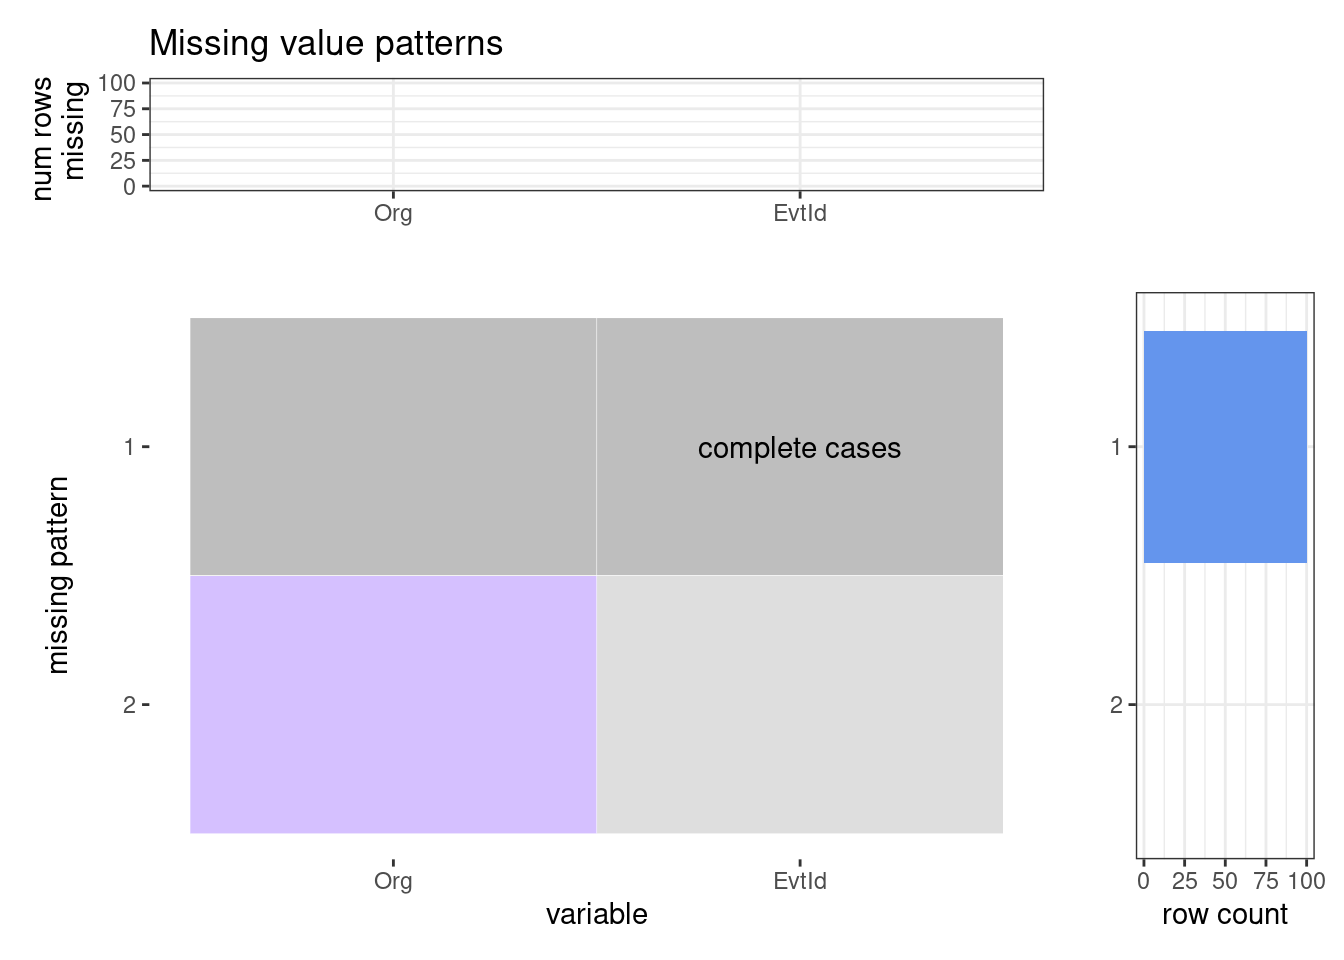 Missing value patterns
num rows
missing
100
75
50
25
0
Org EvtId
missing pattern
1
complete cases
2
Org EvtId
variable
1
2
0 25 50 75 100
row count